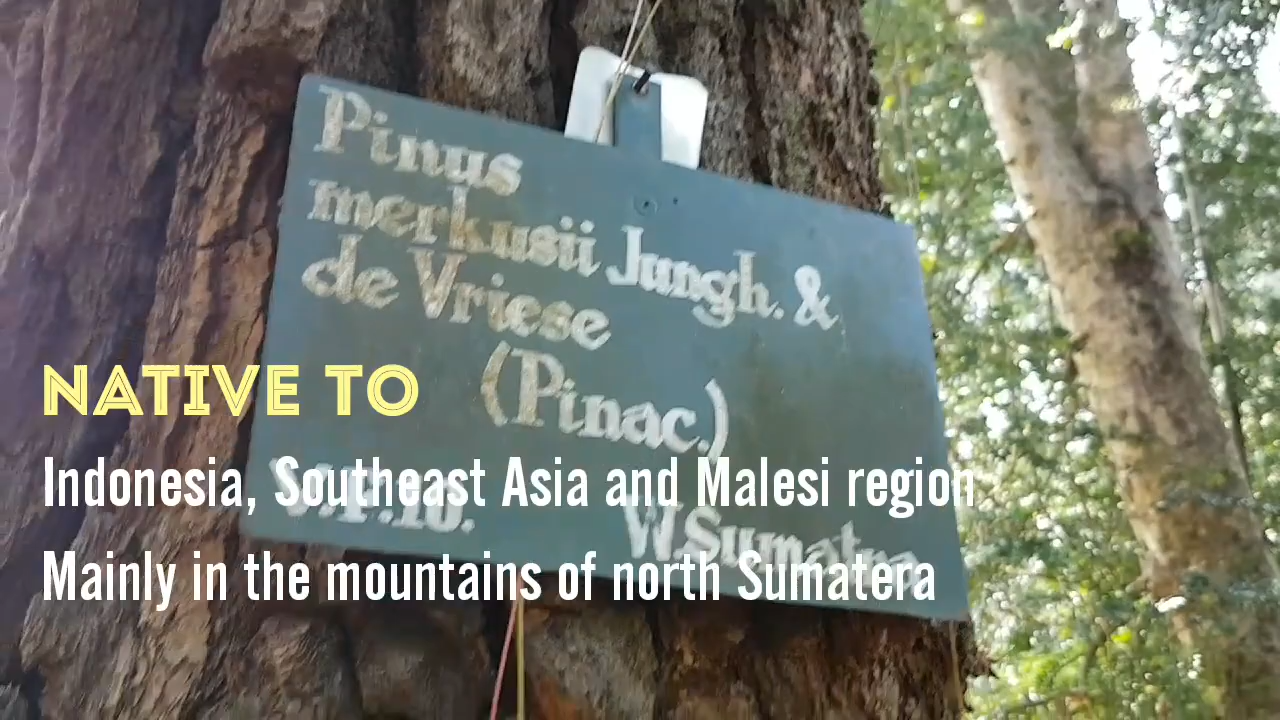 Pinus
merkusii Jungh. &
de Vriese
(Pinac.)
W.Sumatra
NATIVE TO
Indonesia, Southeast Asia and Malesi region
Mainly in the mountains of north Sumatera